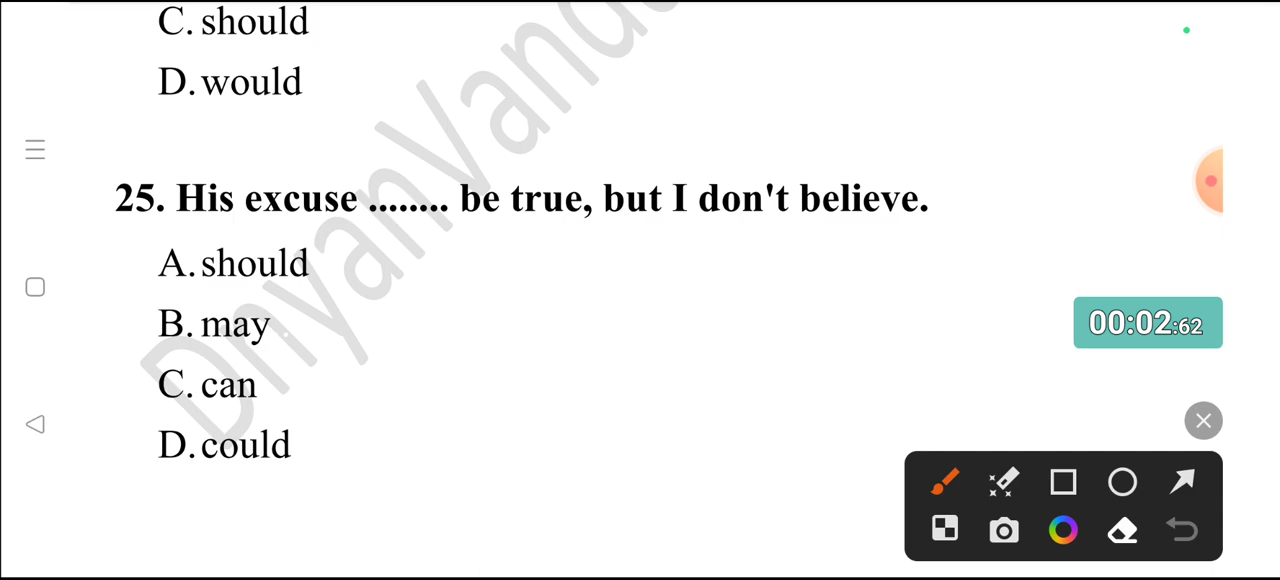 C. should
D. would
25. His excuse ........ be true, but I don't believe.
A. should
B. may
C. can
D. could
00:02:62